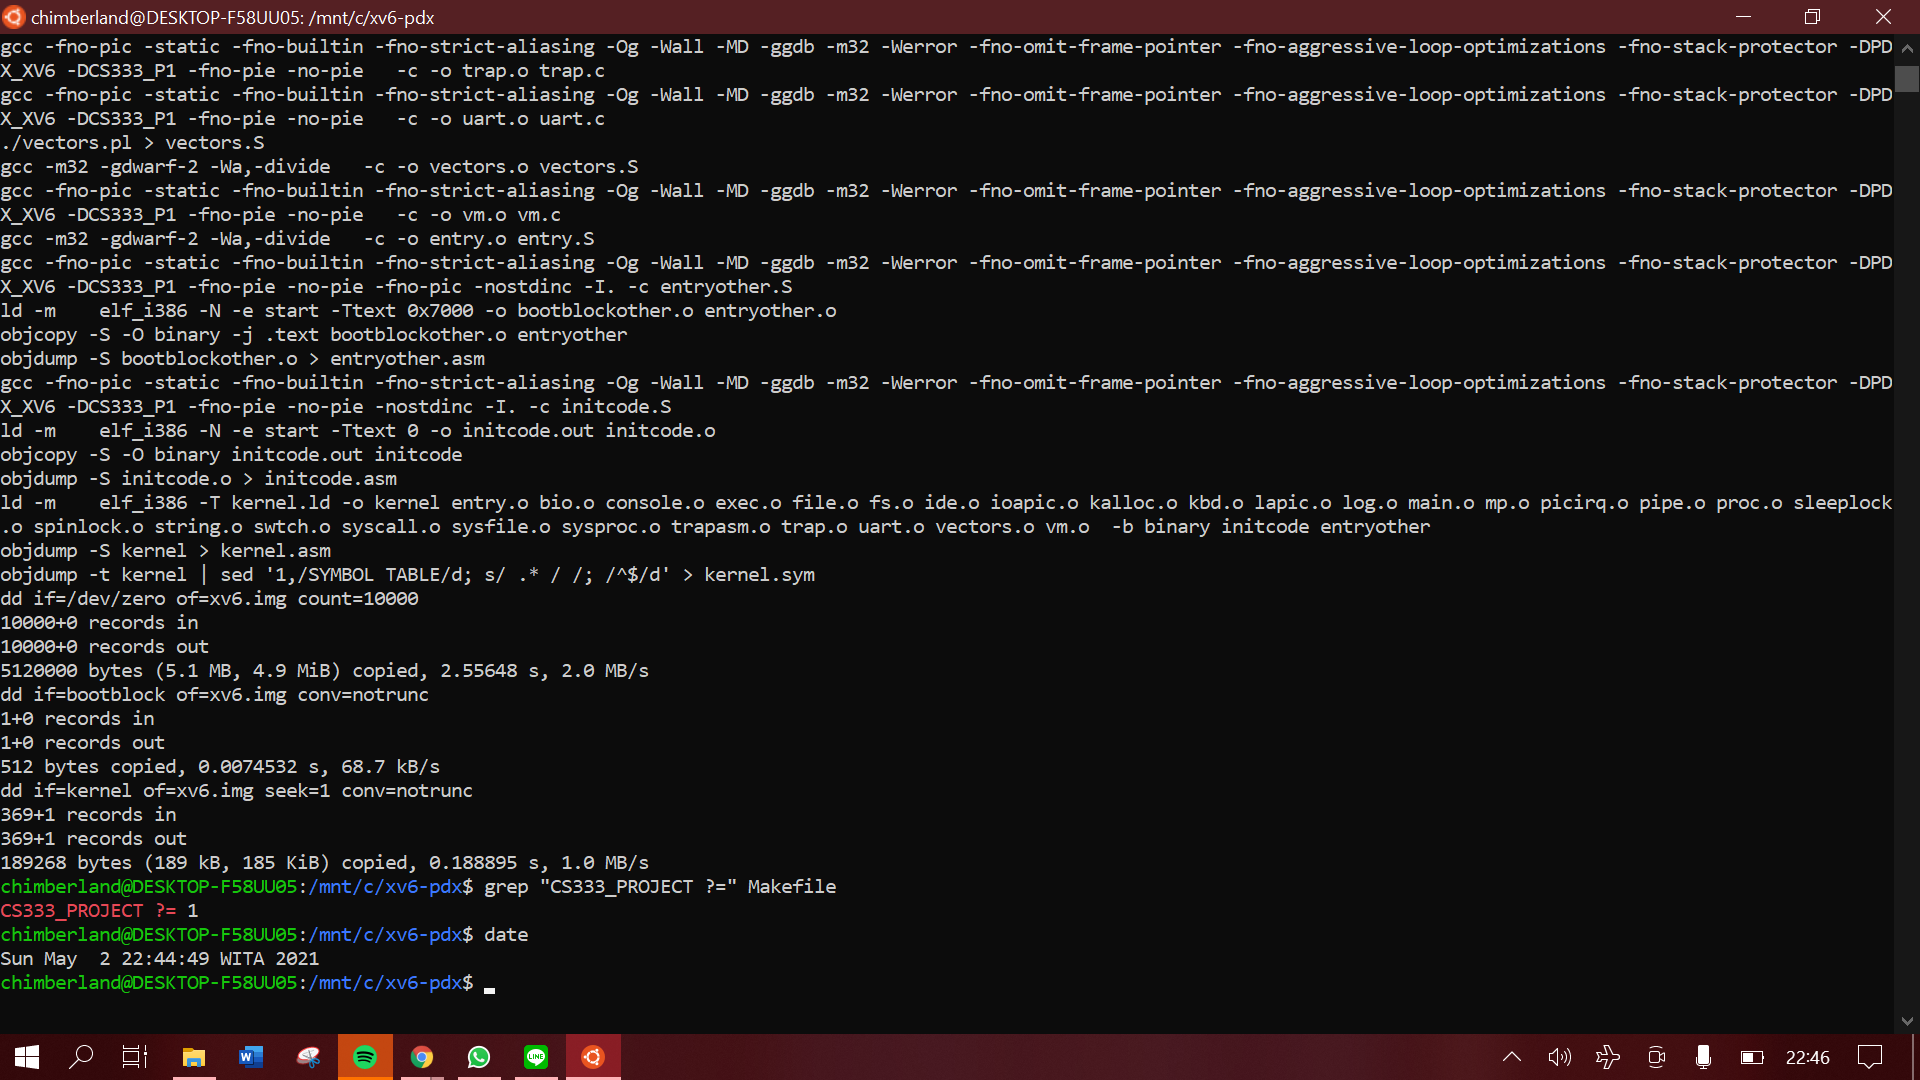 chimberland@DESKTOP-F58UU05: /mnt/c/xv6-pdx
gcc -fno-pic -static -fno-builtin -fno-strict-aliasing -Og -Wall -MD -ggdb -m32 -Werror -fno-omit-frame-pointer -fno-aggressive-loop-optimizations -fno-stack-protector -DPD
X_XV6 -DCS333_P1 -fno-pie -no-pie   -c -o trap.o trap.c
gcc -fno-pic -static -fno-builtin -fno-strict-aliasing -Og -Wall -MD -ggdb -m32 -Werror -fno-omit-frame-pointer -fno-aggressive-loop-optimizations -fno-stack-protector -DPD
X_XV6 -DCS333_P1 -fno-pie -no-pie   -c -o uart.o uart.c
./vectors.pl > vectors.S
gcc -m32 -gdwarf-2 -Wa,-divide   -c -o vectors.o vectors.S
gcc -fno-pic -static -fno-builtin -fno-strict-aliasing -Og -Wall -MD -ggdb -m32 -Werror -fno-omit-frame-pointer -fno-aggressive-loop-optimizations -fno-stack-protector -DPD
X_XV6 -DCS333_P1 -fno-pie -no-pie   -c -o vm.o vm.c
gcc -m32 -gdwarf-2 -Wa,-divide   -c -o entry.o entry.S
gcc -fno-pic -static -fno-builtin -fno-strict-aliasing -Og -Wall -MD -ggdb -m32 -Werror -fno-omit-frame-pointer -fno-aggressive-loop-optimizations -fno-stack-protector -DPD
X_XV6 -DCS333_P1 -fno-pie -no-pie -fno-pic -nostdinc -I. -c entryother.S
ld -m    elf_i386 -N -e start -Ttext 0x7000 -o bootblockother.o entryother.o
objcopy -S -O binary -j .text bootblockother.o entryother
objdump -S bootblockother.o > entryother.asm
gcc -fno-pic -static -fno-builtin -fno-strict-aliasing -Og -Wall -MD -ggdb -m32 -Werror -fno-omit-frame-pointer -fno-aggressive-loop-optimizations -fno-stack-protector -DPD
X_XV6 -DCS333_P1 -fno-pie -no-pie -nostdinc -I. -c initcode.S
ld -m    elf_i386 -N -e start -Ttext 0 -o initcode.out initcode.o
objcopy -S -O binary initcode.out initcode
objdump -S initcode.o > initcode.asm
ld -m    elf_i386 -T kernel.ld -o kernel entry.o bio.o console.o exec.o file.o fs.o ide.o ioapic.o kalloc.o kbd.o lapic.o log.o main.o mp.o picirq.o pipe.o proc.o sleeplock
.o spinlock.o string.o swtch.o syscall.o sysfile.o sysproc.o trapasm.o trap.o uart.o vectors.o vm.o  -b binary initcode entryother
objdump -S kernel > kernel.asm
objdump -t kernel | sed '1,/SYMBOL TABLE/d; s/ .* / /; /^$/d' > kernel.sym
dd if=/dev/zero of=xv6.img count=10000
10000+0 records in
10000+0 records out
5120000 bytes (5.1 MB, 4.9 MiB) copied, 2.55648 s, 2.0 MB/s
dd if=bootblock of=xv6.img conv=notrunc
1+0 records in
1+0 records out
512 bytes copied, 0.0074532 s, 68.7 kB/s
dd if=kernel of=xv6.img seek=1 conv=notrunc
369+1 records in
369+1 records out
189268 bytes (189 kB, 185 KiB) copied, 0.188895 s, 1.0 MB/s
chimberland@DESKTOP-F58UU05:/mnt/c/xv6-pdx$ grep "CS333_PROJECT ?=" Makefile
CS333_PROJECT ?= 1
chimberland@DESKTOP-F58UU05:/mnt/c/xv6-pdx$ date
Sun May  2 22:44:49 WITA 2021
chimberland@DESKTOP-F58UU05:/mnt/c/xv6-pdx$
W
LINE
22:46